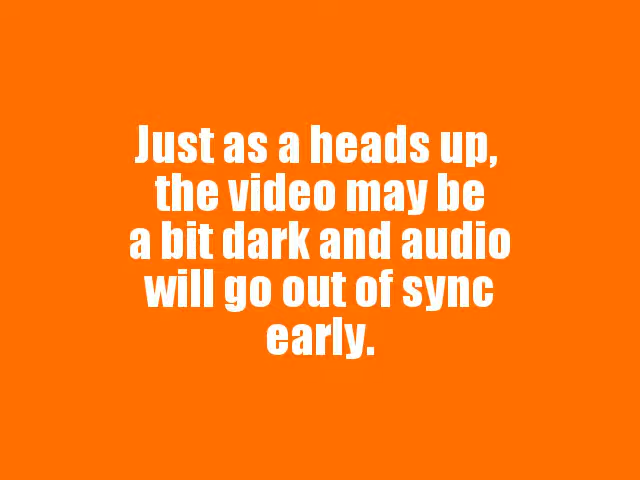 Just as a heads up,
the video may be
a bit dark and audio
will go out of sync
early.